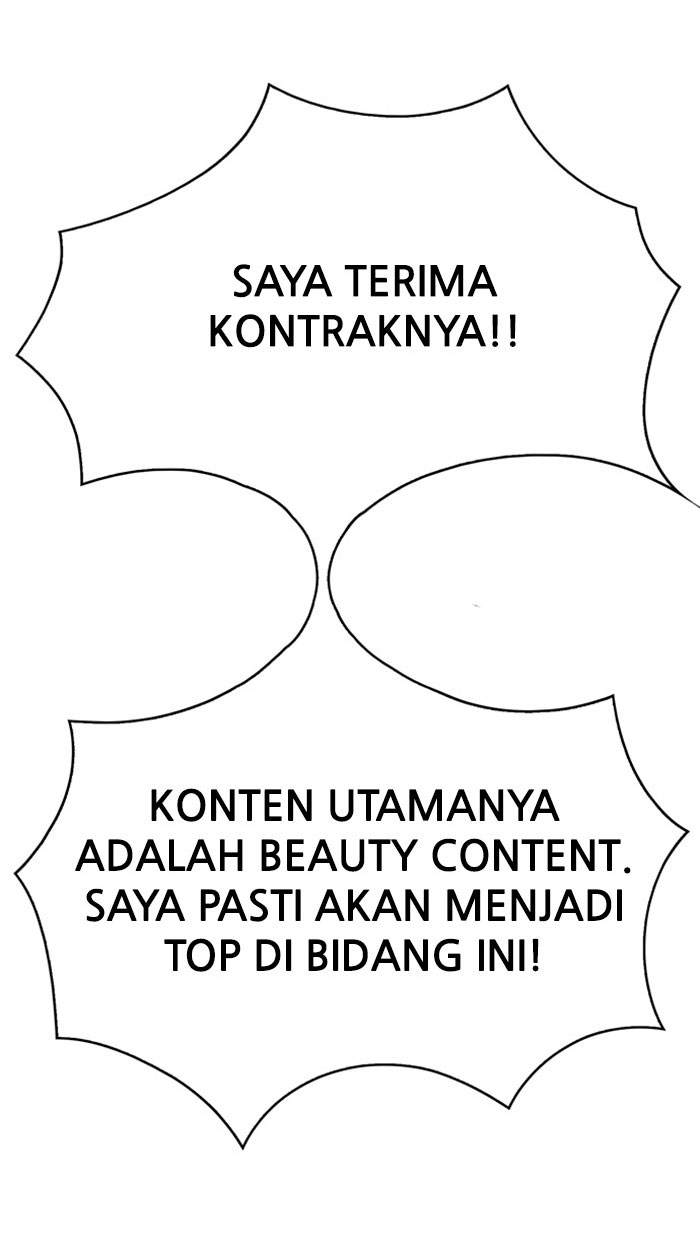 SAYA TERIMA
KONTRAKNYA!!
KONTEN UTAMANYA
ADALAH BEAUTY CONTENT.
SAYA PASTI AKAN MENJADI
TOP DI BIDANG INI!